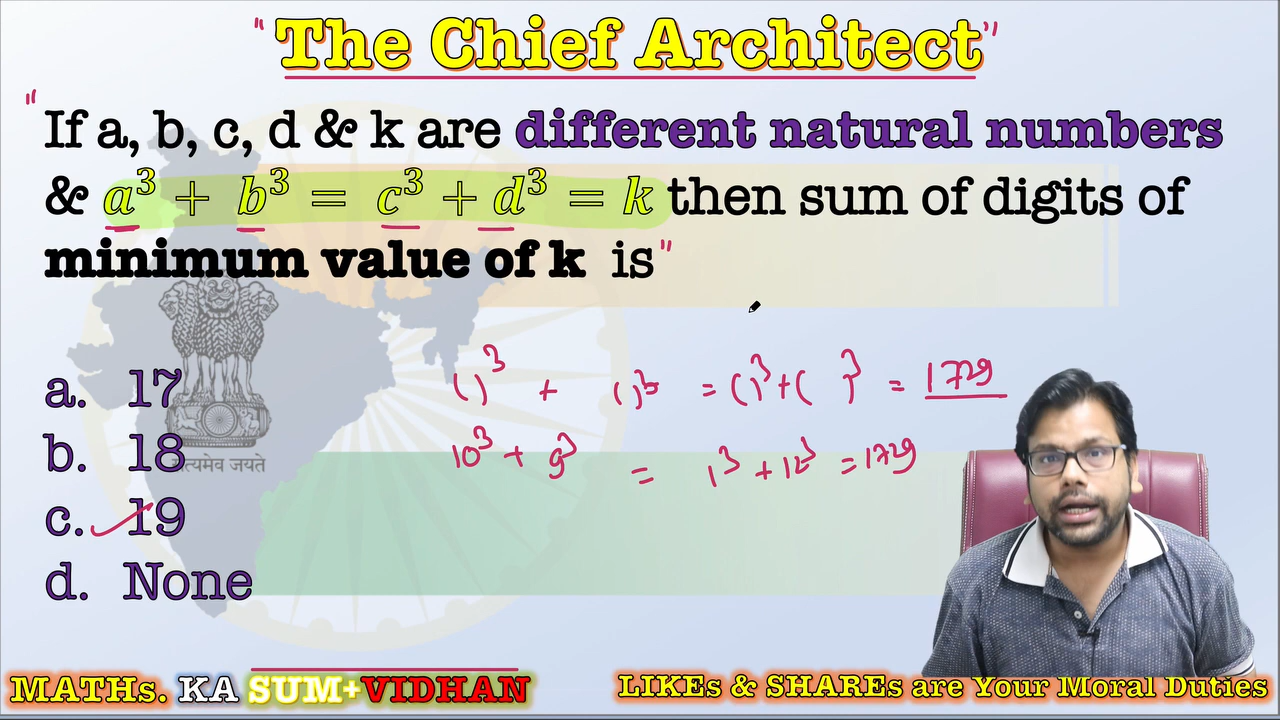 "The Chief Architect"
"If a, b, c, d & k are different natural numbers
& a³ + b³ = c³ + d³ = k then sum of digits of
minimum value of k is"
a. 17
b. 18
c. 19
d. None
सत्यमेव जयते
( )³ + ( )³ = ( )³ + ( )³ = 1729
10³ + 9³ = 1³ + 12³ = 1729
MATHs. KA SUM+VIDHAN
LIKEs & SHAREs are Your Moral Duties